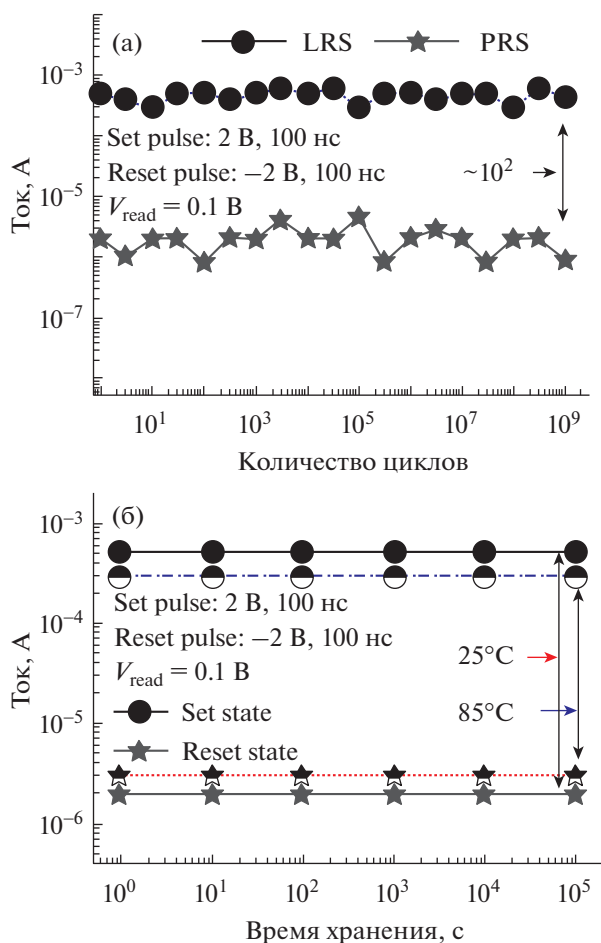 (а) LRS PRS
10⁻³
Set pulse: 2 В, 100 нс
Reset pulse: −2 В, 100 нс
~10²
V_read = 0.1 В
10⁻⁵
10⁻⁷
Ток, А
10¹ 10³ 10⁵ 10⁷ 10⁹
Количество циклов
(б)
10⁻³
Set pulse: 2 В, 100 нс
10⁻⁴
Reset pulse: −2 В, 100 нс
25°C
V_read = 0.1 В
Set state
85°C
10⁻⁵
Reset state
10⁻⁶
Ток, А
10⁰ 10¹ 10² 10³ 10⁴ 10⁵
Время хранения, с